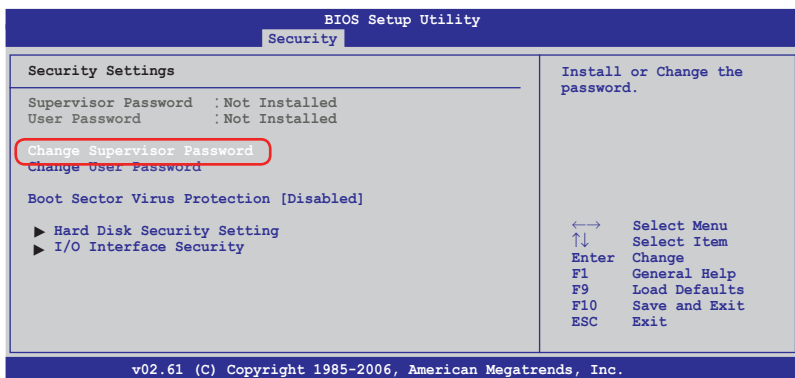 BIOS Setup Utility
Security
Security Settings
Supervisor Password : Not Installed
User Password : Not Installed
Change Supervisor Password
Change User Password
Boot Sector Virus Protection [Disabled]
▶ Hard Disk Security Setting
▶ I/O Interface Security
Install or Change the
password.
←→ Select Menu
↑↓ Select Item
Enter Change
F1 General Help
F9 Load Defaults
F10 Save and Exit
ESC Exit
v02.61 (C) Copyright 1985-2006, American Megatrends, Inc.